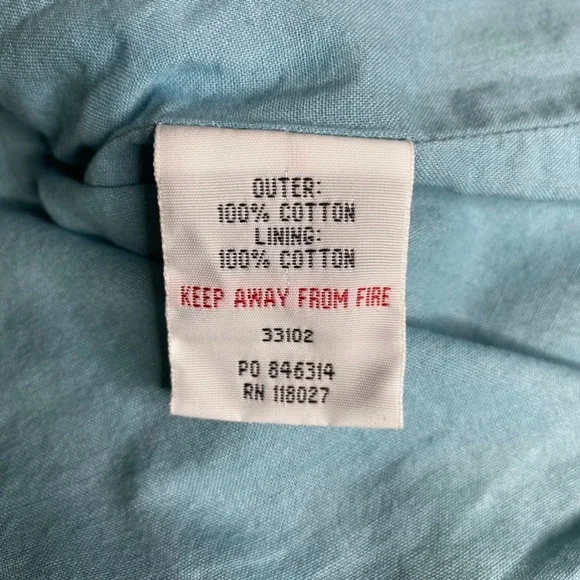 OUTER:
100% COTTON
LINING:
100% COTTON
KEEP AWAY FROM FIRE
33102
PO 846314
RN 118027